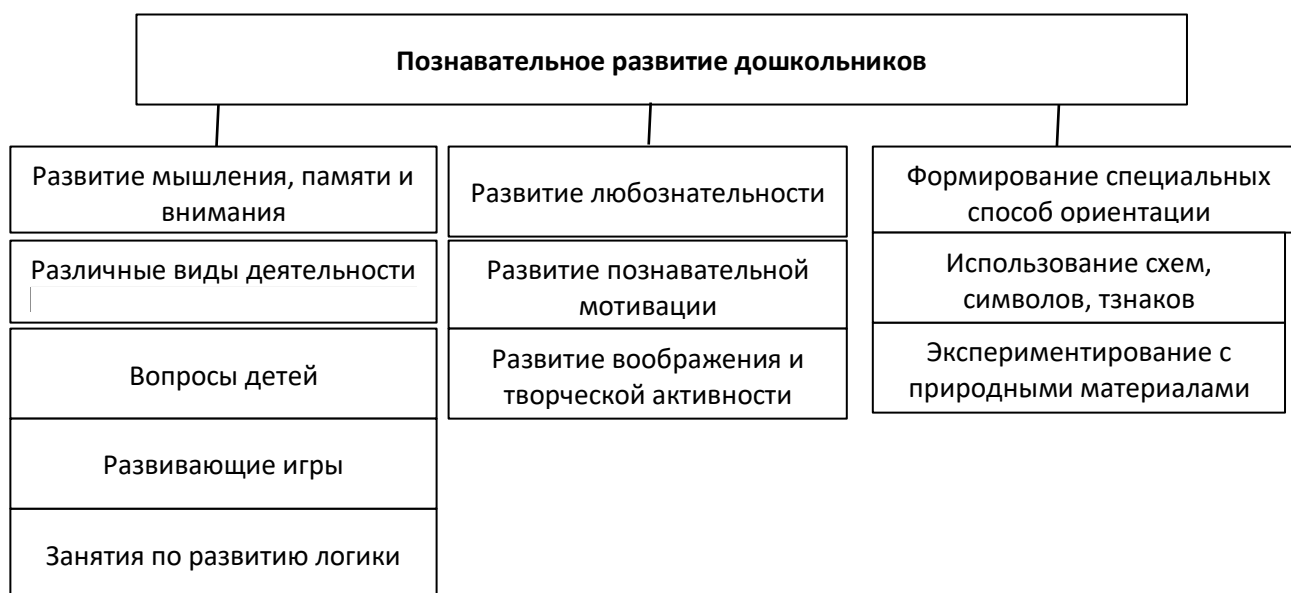 Познавательное развитие дошкольников
Развитие мышления, памяти и
внимания
Различные виды деятельности
Вопросы детей
Развивающие игры
Занятия по развитию логики
Развитие любознательности
Развитие познавательной
мотивации
Развитие воображения и
творческой активности
Формирование специальных
способ ориентации
Использование схем,
символов, тзнаков
Экспериментирование с
природными материалами